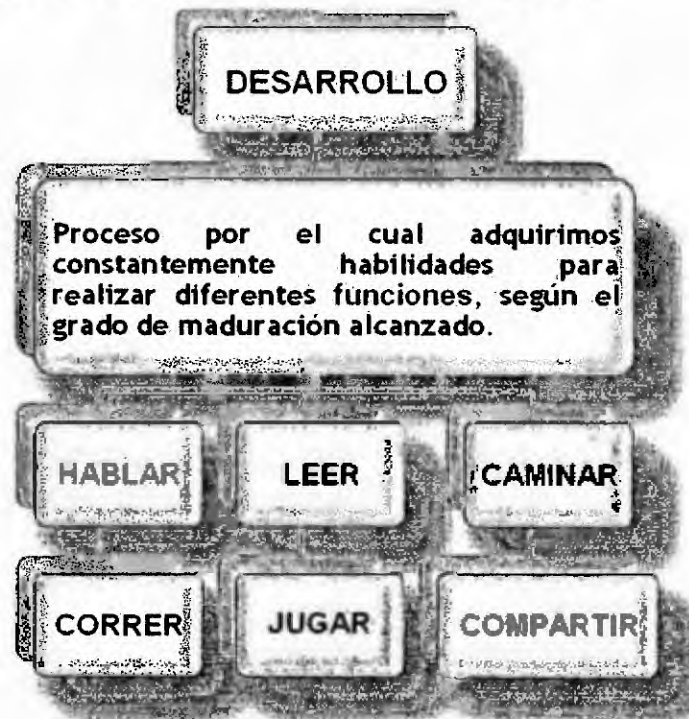 DESARROLLO
Proceso por el cual adquirimos
constantemente habilidades para
realizar diferentes funciones, según el
grado de maduración alcanzado.
HABLAR LEER CAMINAR
CORRER JUGAR COMPARTIR